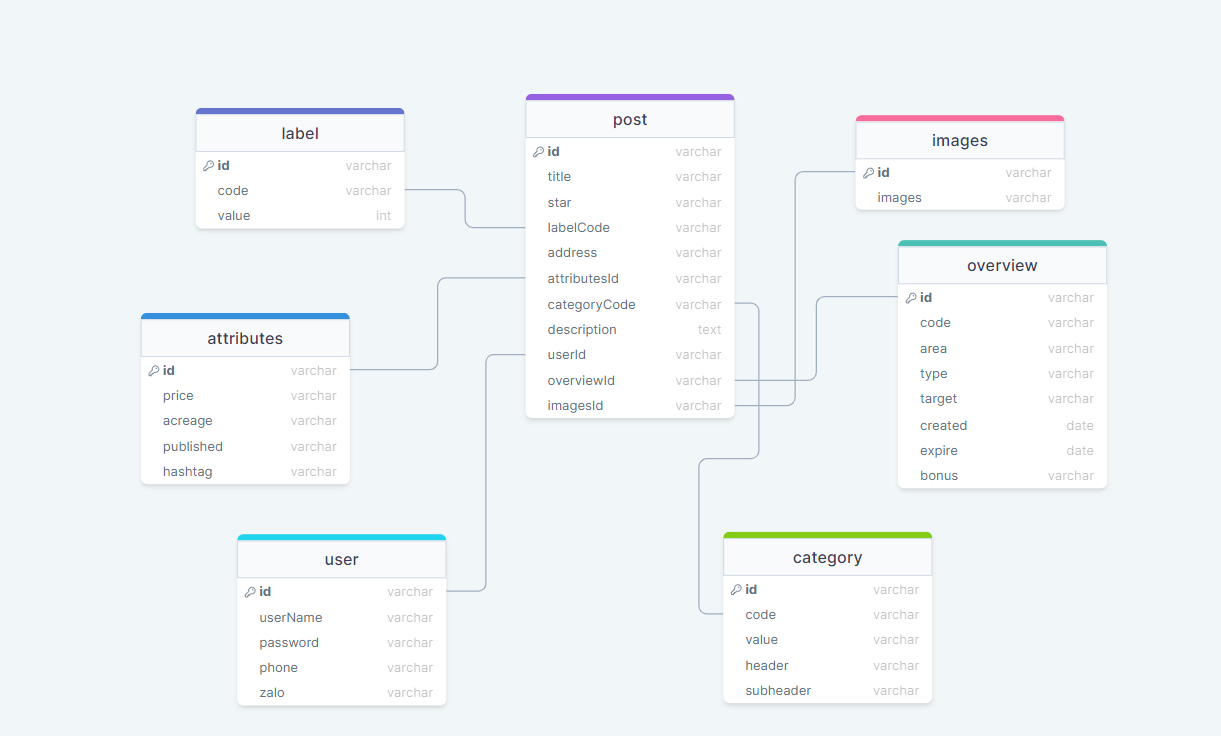 label
id varchar
code varchar
value int
post
id varchar
title varchar
star varchar
labelCode varchar
address varchar
attributesId varchar
categoryCode varchar
description text
userId varchar
overviewId varchar
imagesId varchar
images
id varchar
images varchar
overview
id varchar
code varchar
area varchar
type varchar
target varchar
created date
expire date
bonus varchar
attributes
id varchar
price varchar
acreage varchar
published varchar
hashtag varchar
user
id varchar
userName varchar
password varchar
phone varchar
zalo varchar
category
id varchar
code varchar
value varchar
header varchar
subheader varchar